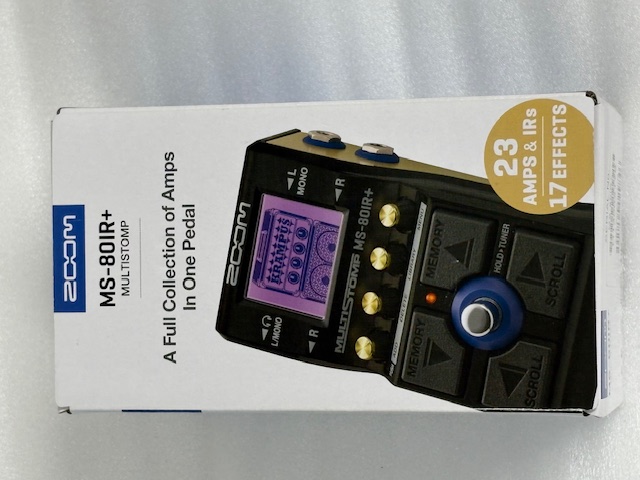 ZOOM
MS-80IR+
MULTISTOMP
A Full Collection of Amps
In One Pedal
23
AMPS & IRs
17 EFFECTS
L
MONO
R
ZOOM
KRAMPUS
L/MONO
R
MULTISTOMP MS-80IR+
MEMORY
MEMORY
HOLD▸TUNER
SCROLL
SCROLL